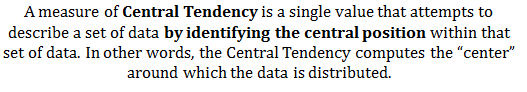 A measure of Central Tendency is a single value that attempts to
describe a set of data by identifying the central position within that
set of data. In other words, the Central Tendency computes the “center”
around which the data is distributed.